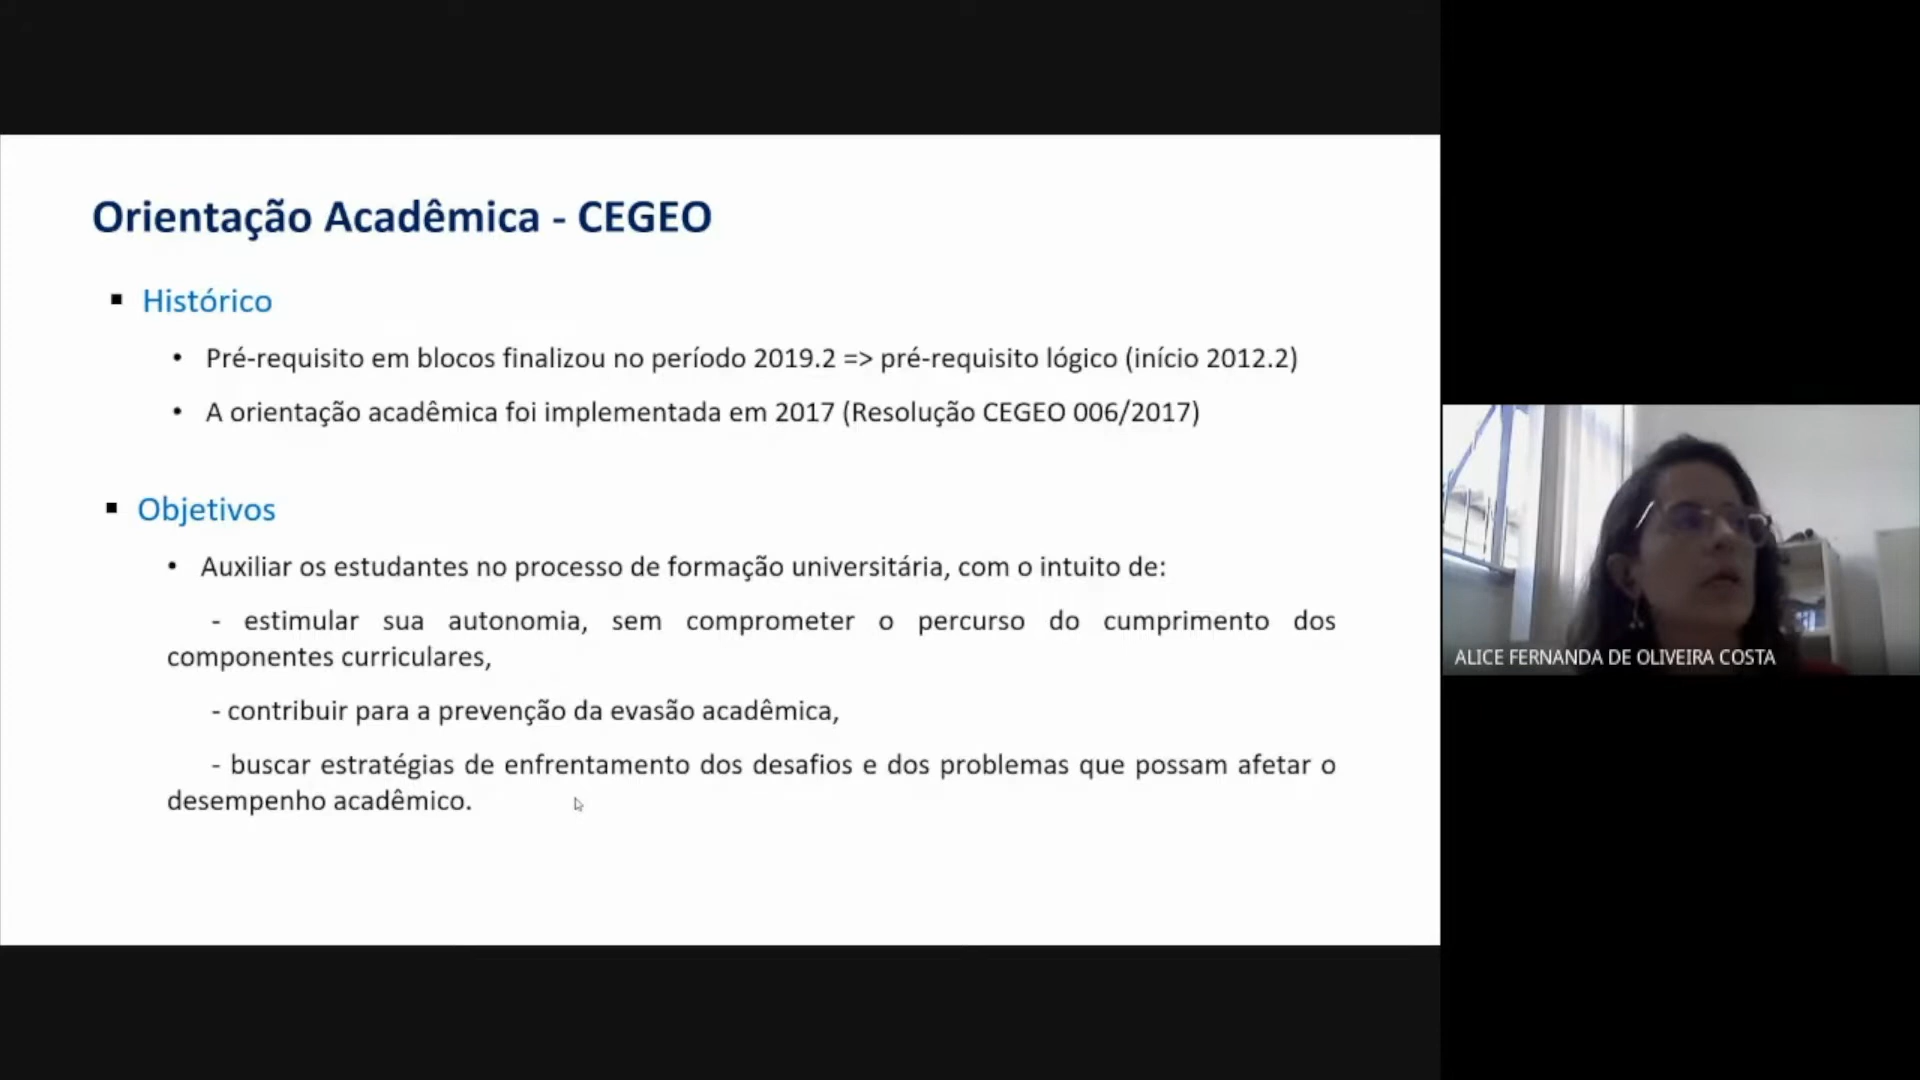 Orientação Acadêmica - CEGEO
▪ Histórico
• Pré-requisito em blocos finalizou no período 2019.2 => pré-requisito lógico (início 2012.2)
• A orientação acadêmica foi implementada em 2017 (Resolução CEGEO 006/2017)
▪ Objetivos
• Auxiliar os estudantes no processo de formação universitária, com o intuito de:
- estimular sua autonomia, sem comprometer o percurso do cumprimento dos
componentes curriculares,
- contribuir para a prevenção da evasão acadêmica,
- buscar estratégias de enfrentamento dos desafios e dos problemas que possam afetar o
desempenho acadêmico.
ALICE FERNANDA DE OLIVEIRA COSTA